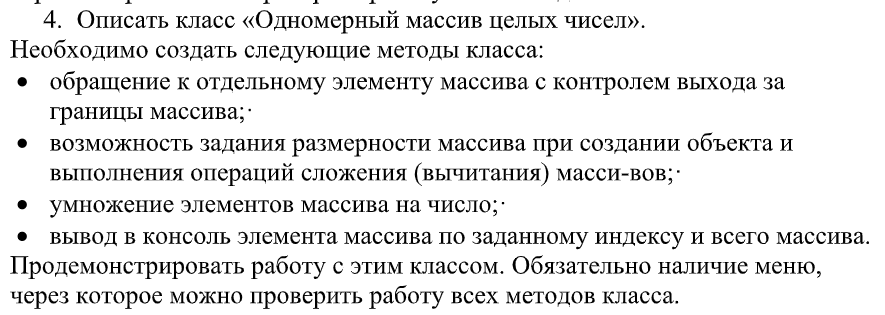 4. Описать класс «Одномерный массив целых чисел».
Необходимо создать следующие методы класса:
• обращение к отдельному элементу массива с контролем выхода за
границы массива;·
• возможность задания размерности массива при создании объекта и
выполнения операций сложения (вычитания) масси-вов;·
• умножение элементов массива на число;·
• вывод в консоль элемента массива по заданному индексу и всего массива.
Продемонстрировать работу с этим классом. Обязательно наличие меню,
через которое можно проверить работу всех методов класса.